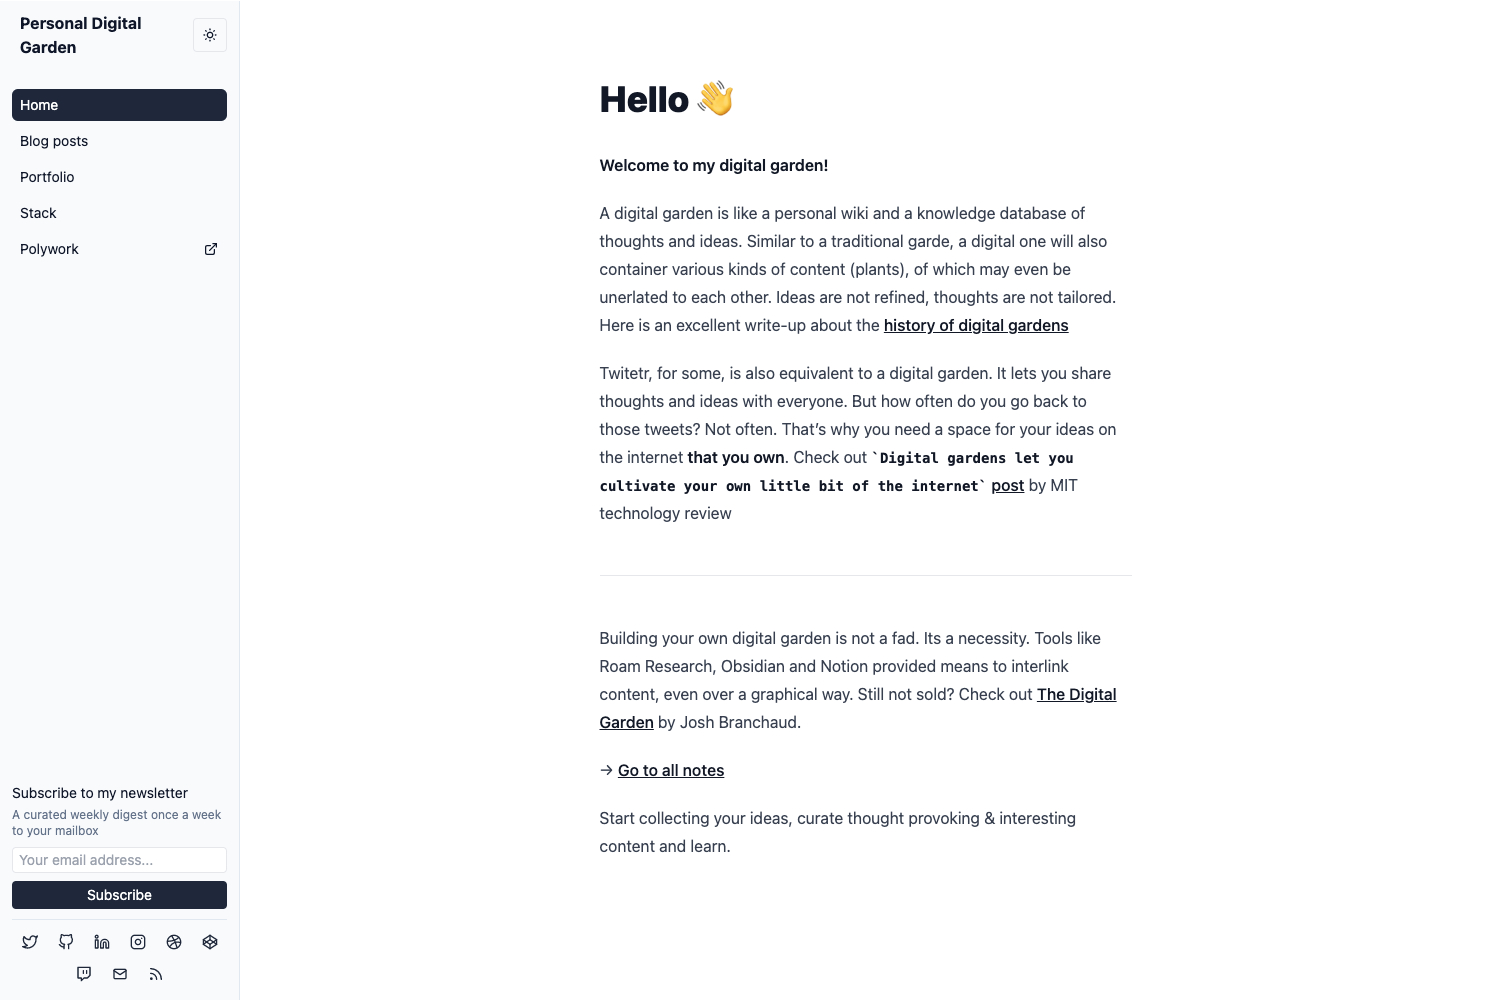 Personal Digital
Garden
Home
Blog posts
Portfolio
Stack
Polywork
Subscribe to my newsletter
A curated weekly digest once a week
to your mailbox
Your email address...
Subscribe
Hello 👋
Welcome to my digital garden!
A digital garden is like a personal wiki and a knowledge database of
thoughts and ideas. Similar to a traditional garde, a digital one will also
container various kinds of content (plants), of which may even be
unerlated to each other. Ideas are not refined, thoughts are not tailored.
Here is an excellent write-up about the history of digital gardens
Twitetr, for some, is also equivalent to a digital garden. It lets you share
thoughts and ideas with everyone. But how often do you go back to
those tweets? Not often. That’s why you need a space for your ideas on
the internet that you own. Check out `Digital gardens let you
cultivate your own little bit of the internet` post by MIT
technology review
Building your own digital garden is not a fad. Its a necessity. Tools like
Roam Research, Obsidian and Notion provided means to interlink
content, even over a graphical way. Still not sold? Check out The Digital
Garden by Josh Branchaud.
→ Go to all notes
Start collecting your ideas, curate thought provoking & interesting
content and learn.